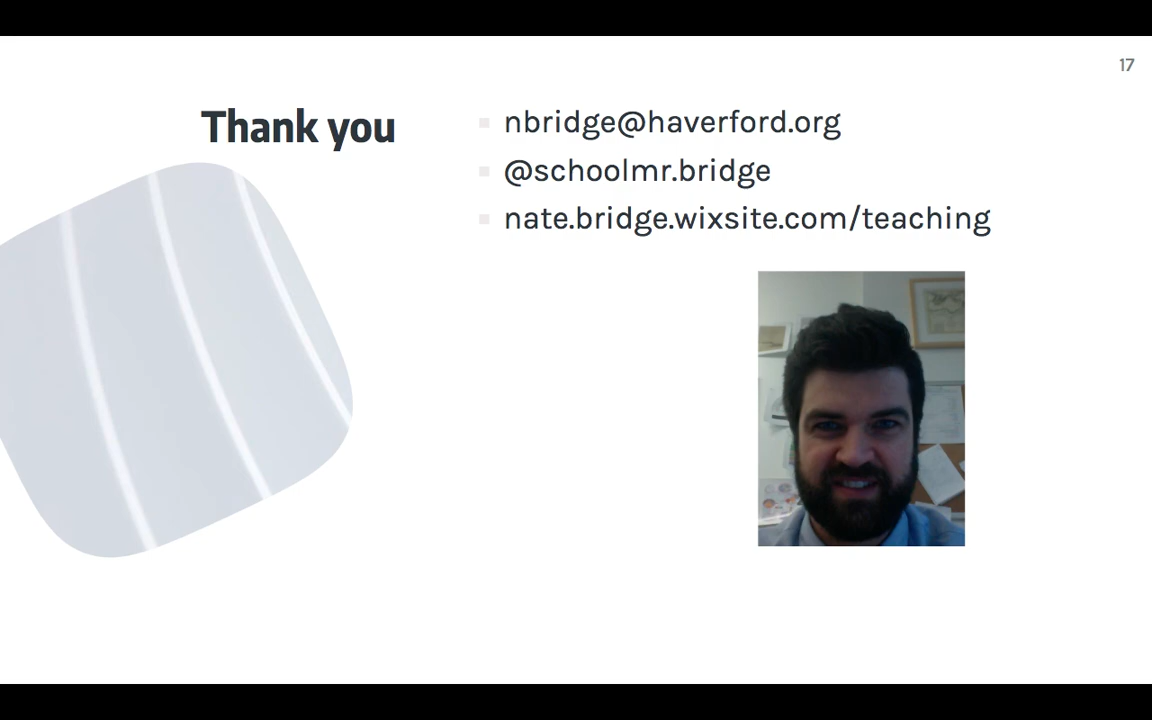 17
Thank you
nbridge@haverford.org
@schoolmr.bridge
nate.bridge.wixsite.com/teaching